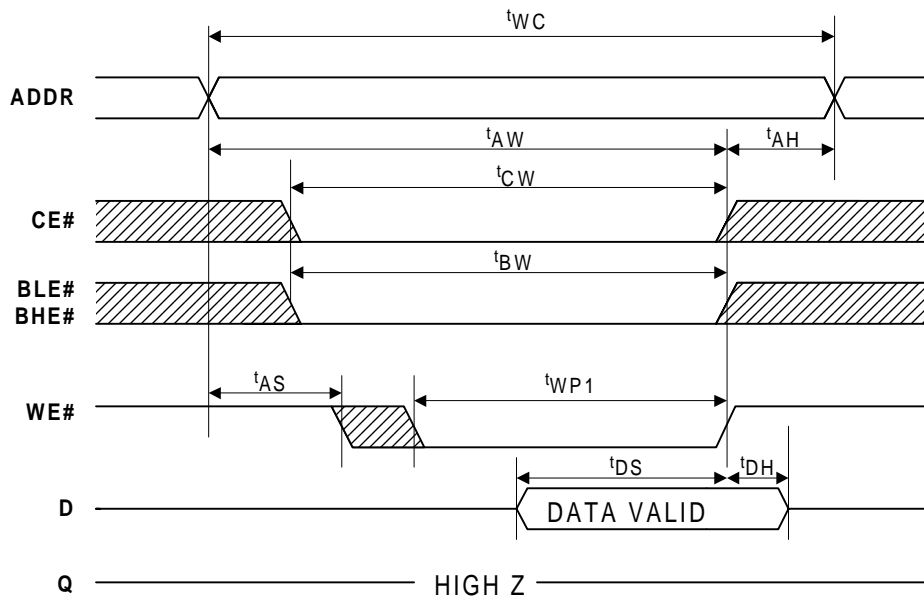 tWC
ADDR
tAW
tAH
tCW
CE#
tBW
BLE#
BHE#
tAS
tWP1
WE#
tDS
tDH
D
DATA VALID
Q
HIGH Z